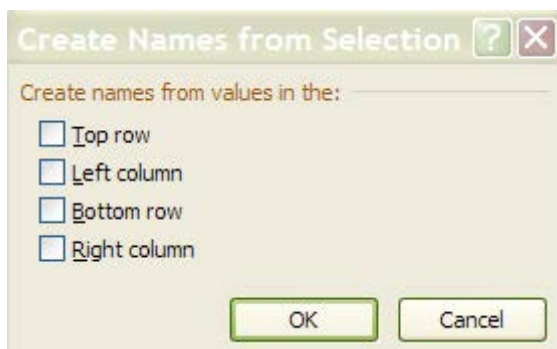 Create Names from Selection ?
Create names from values in the:
Top row
Left column
Bottom row
Right column
OK Cancel